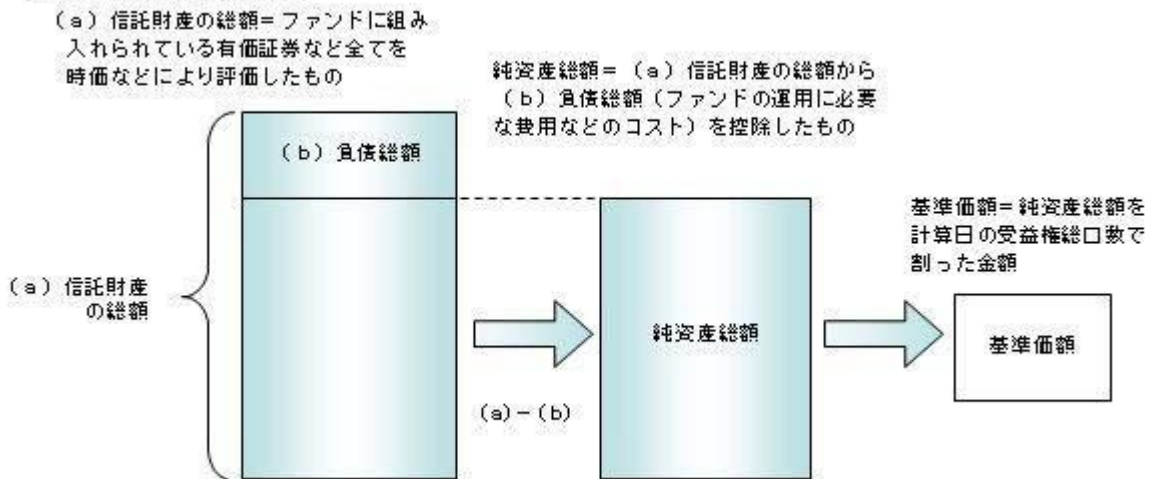 （a）信託財産の総額＝ファンドに組み
入れられている有価証券など全てを
時価などにより評価したもの
純資産総額＝（a）信託財産の総額から
（b）負債総額（ファンドの運用に必要
な費用などのコスト）を控除したもの
（b）負債総額
基準価額＝純資産総額を
計算日の受益権総口数で
割った金額
（a）信託財産
の総額
純資産総額
基準価額
（a）－（b）